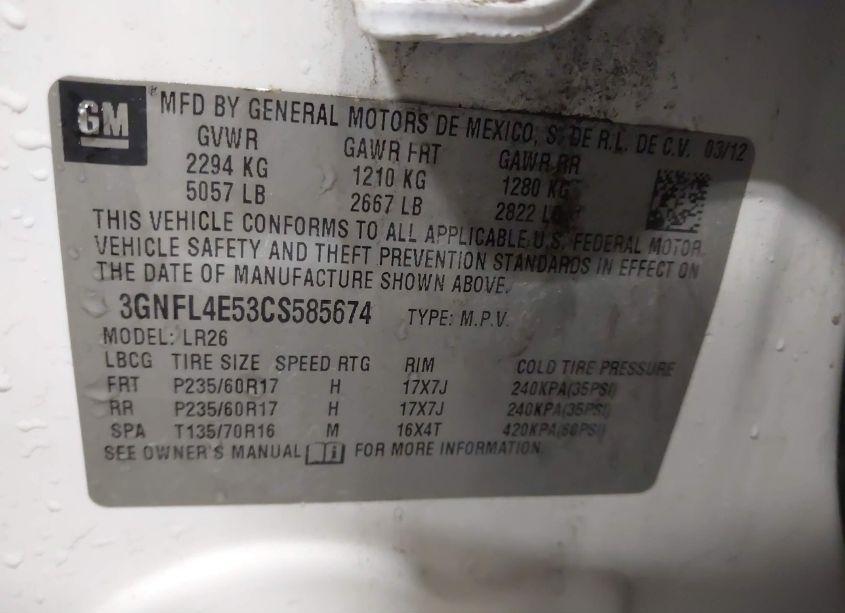 GM
MFD BY GENERAL MOTORS DE MEXICO, S. DE R.L. DE C.V. 03/12
GVWR GAWR FRT GAWR RR
2294 KG 1210 KG 1280 KG
5057 LB 2667 LB 2822 LB
THIS VEHICLE CONFORMS TO ALL APPLICABLE U.S. FEDERAL MOTOR
VEHICLE SAFETY AND THEFT PREVENTION STANDARDS IN EFFECT ON
THE DATE OF MANUFACTURE SHOWN ABOVE.
3GNFL4E53CS585674 TYPE: M.P.V.
MODEL: LR26
LBCG TIRE SIZE SPEED RTG RIM COLD TIRE PRESSURE
FRT P235/60R17 H 17X7J 240KPA(35PSI)
RR P235/60R17 H 17X7J 240KPA(35PSI)
SPA T135/70R16 M 16X4T 420KPA(60PSI)
SEE OWNER'S MANUAL FOR MORE INFORMATION.